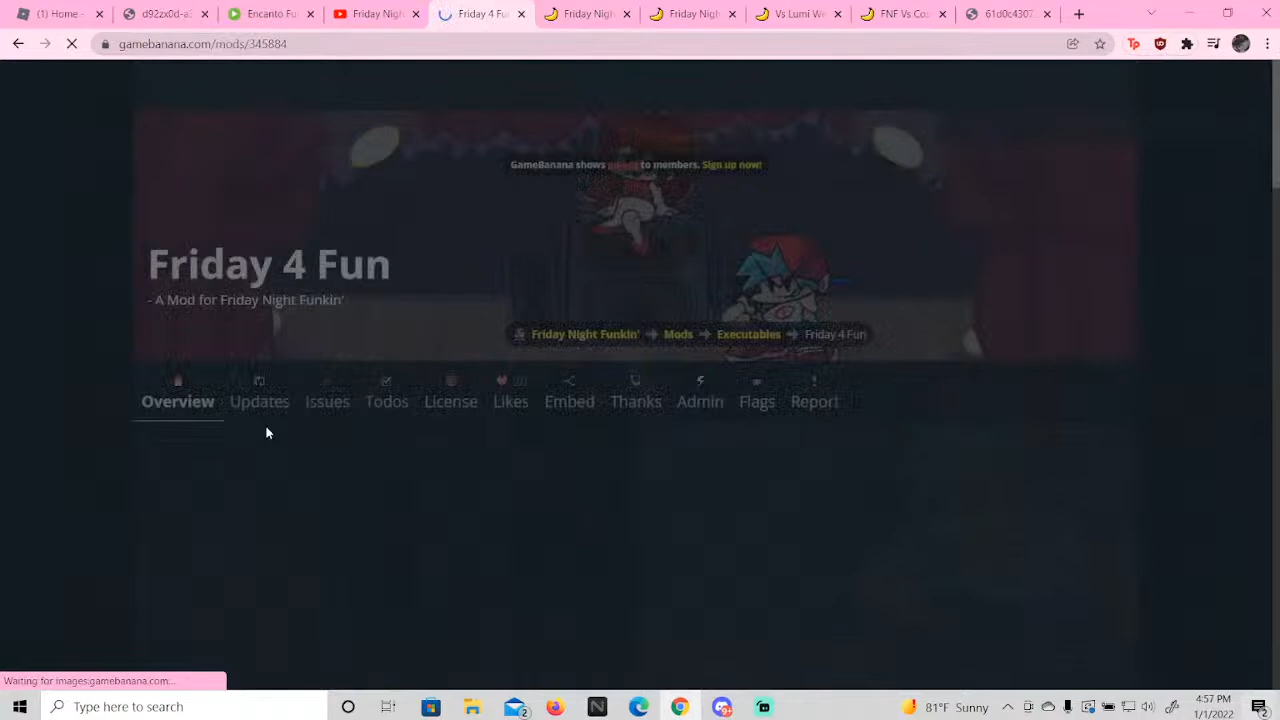 Home -
d92zx0d-a
Encanto Fu
Friday Nigh
Friday 4 Fu
Friday Nigh
Friday Nigh
Vs Lumi We
FNF Vs Cos
61d0c4307
gamebanana.com/mods/345884
GameBanana shows to members. Sign up now!
Friday 4 Fun
- A Mod for Friday Night Funkin'
Friday Night Funkin' Mods Executables Friday 4 Fun
Overview Updates Issues Todos License Likes Embed Thanks Admin Flags Report
Waiting for images.gamebanana.com...
Type here to search
81°F Sunny
4:57 PM
1/1/2022